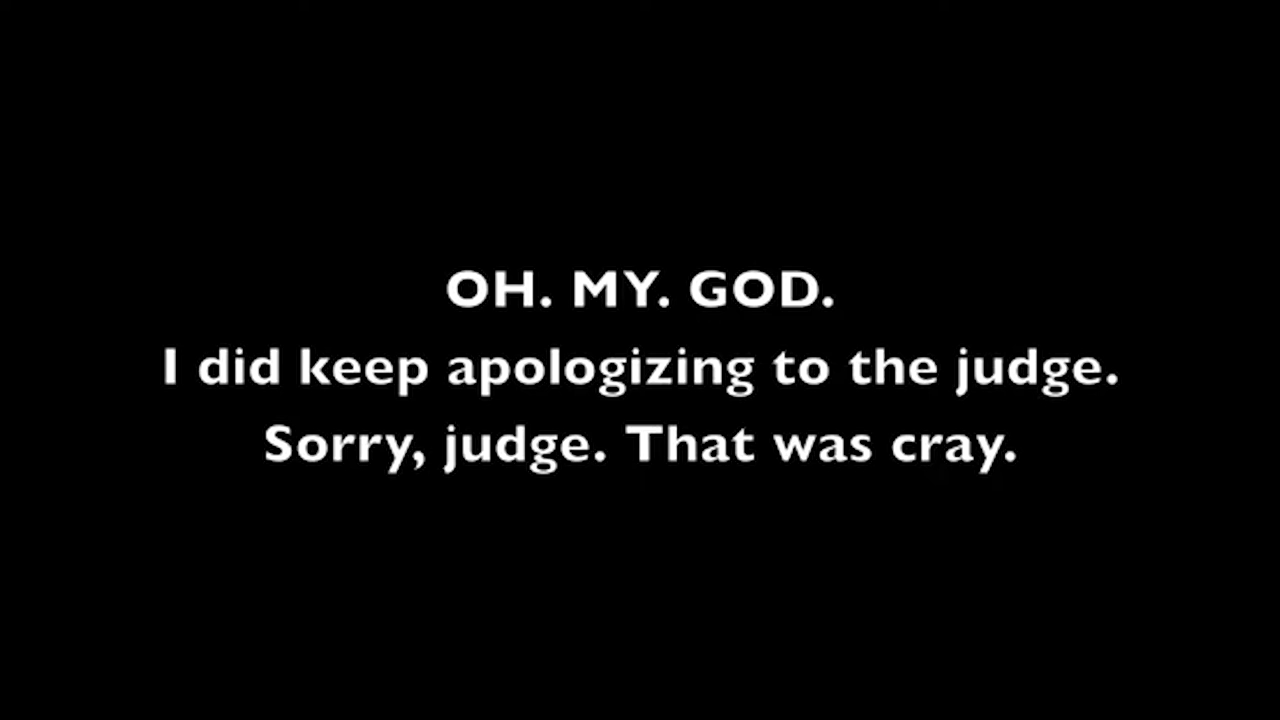 OH. MY. GOD.
I did keep apologizing to the judge.
Sorry, judge. That was cray.